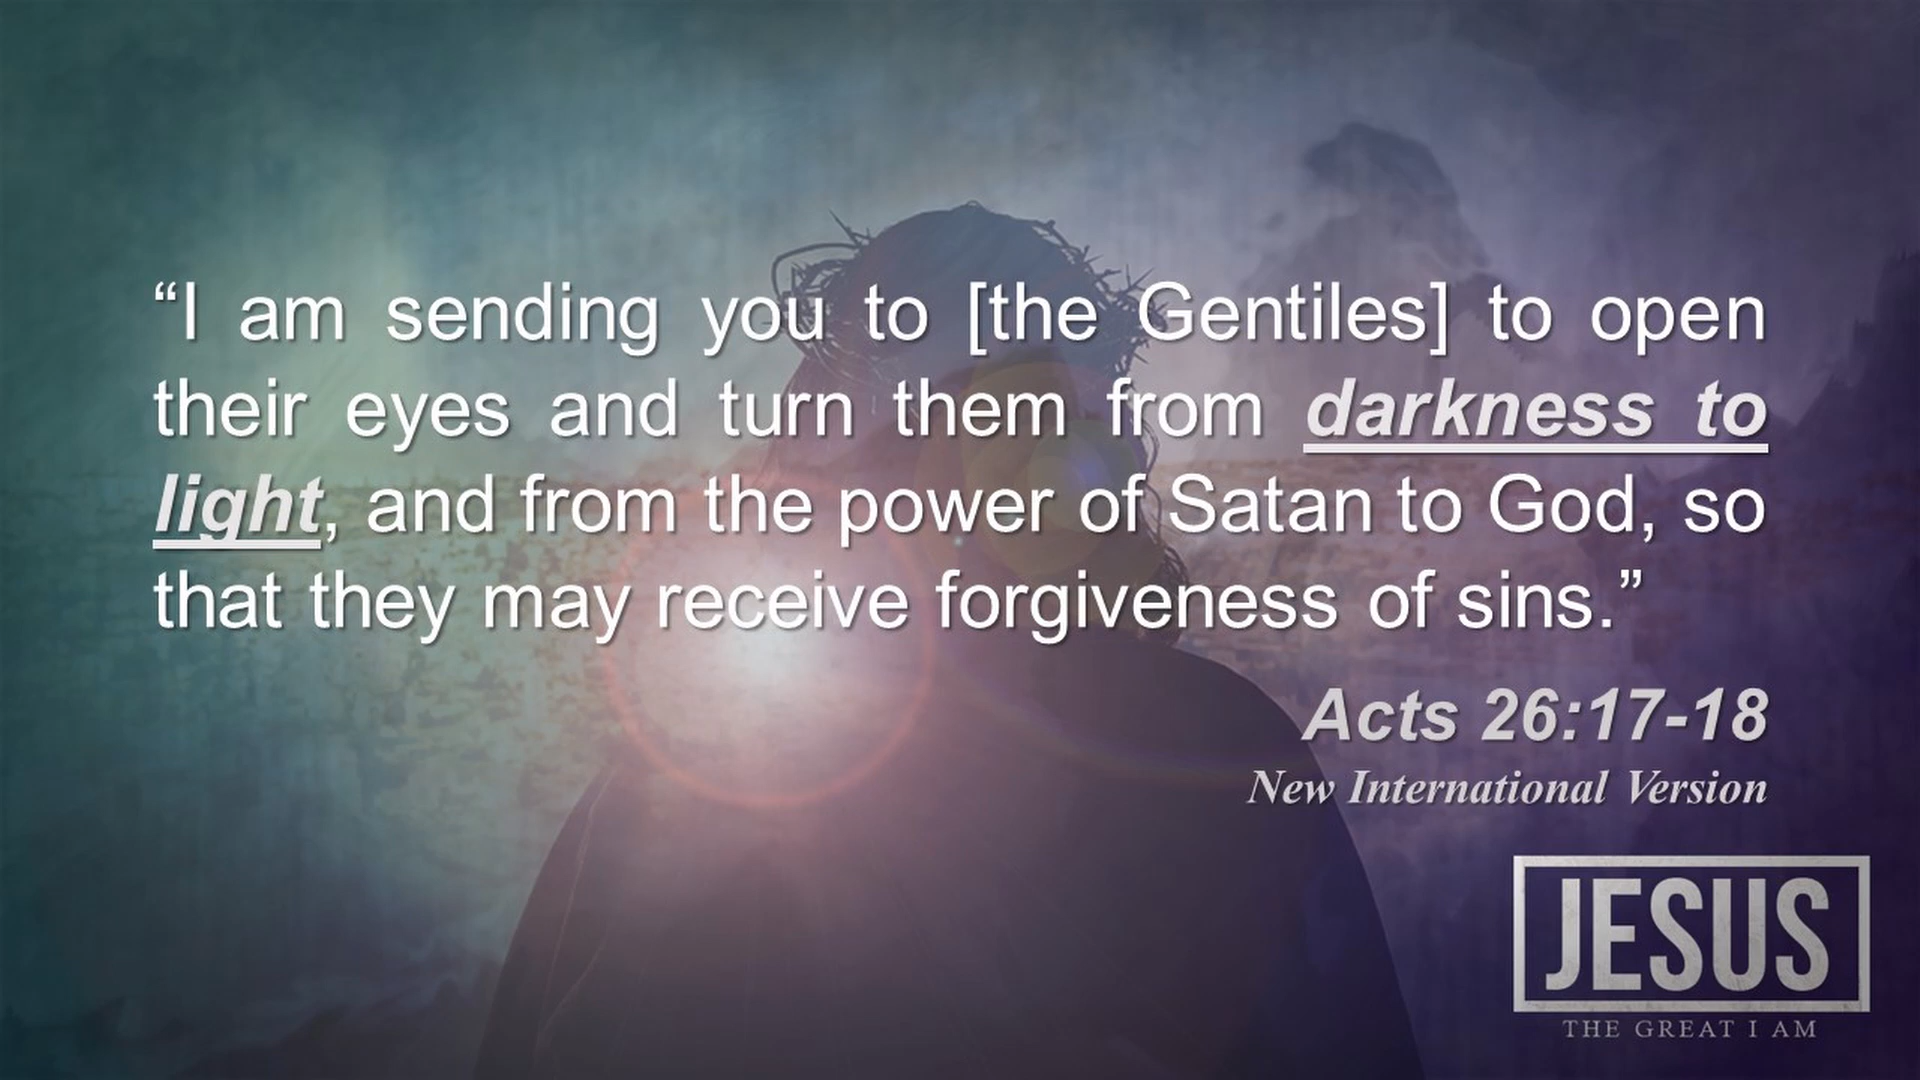 “I am sending you to [the Gentiles] to open
their eyes and turn them from darkness to
light, and from the power of Satan to God, so
that they may receive forgiveness of sins.”
Acts 26:17-18
New International Version
JESUS
THE GREAT I AM